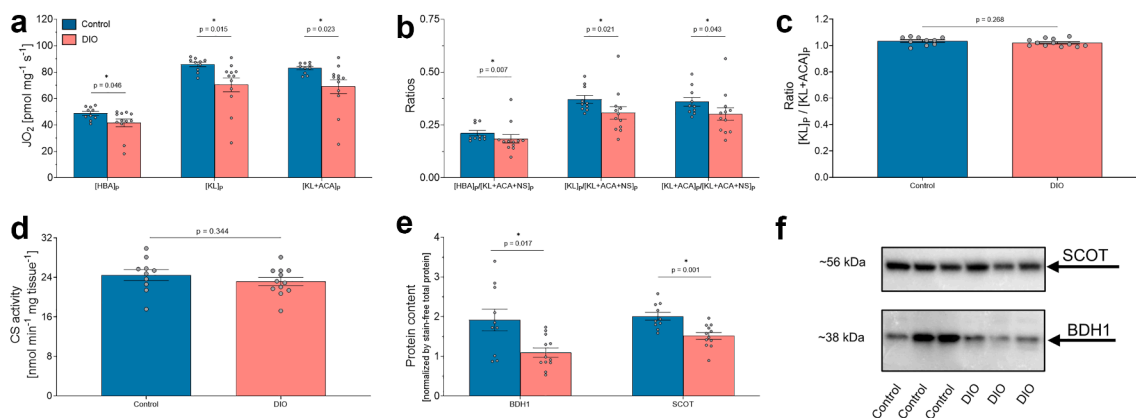 a
Control
DIO
JO₂ [pmol mg⁻¹ s⁻¹]
120
100
80
60
40
20
0
*
p = 0.046
*
p = 0.015
*
p = 0.023
[HBA]ₚ
[KL]ₚ
[KL+ACA]ₚ
b
Ratios
0.75
0.50
0.25
0.0
*
p = 0.007
*
p = 0.021
*
p = 0.043
[HBA]ₚ/[KL+ACA+NS]ₚ
[KL]ₚ/[KL+ACA+NS]ₚ
[KL+ACA]ₚ/[KL+ACA+NS]ₚ
c
Ratio
[KL]ₚ / [KL+ACA]ₚ
1.2
1.0
0.8
0.6
0.4
0.2
0.0
p = 0.268
Control
DIO
d
CS activity
[nmol min⁻¹ mg tissue⁻¹]
36
30
24
18
12
6
0
p = 0.344
Control
DIO
e
Protein content
[normalized by stain-free total protein]
4
3
2
1
0
*
p = 0.017
*
p = 0.001
BDH1
SCOT
f
~56 kDa
SCOT
~38 kDa
BDH1
Control
Control
Control
DIO
DIO
DIO